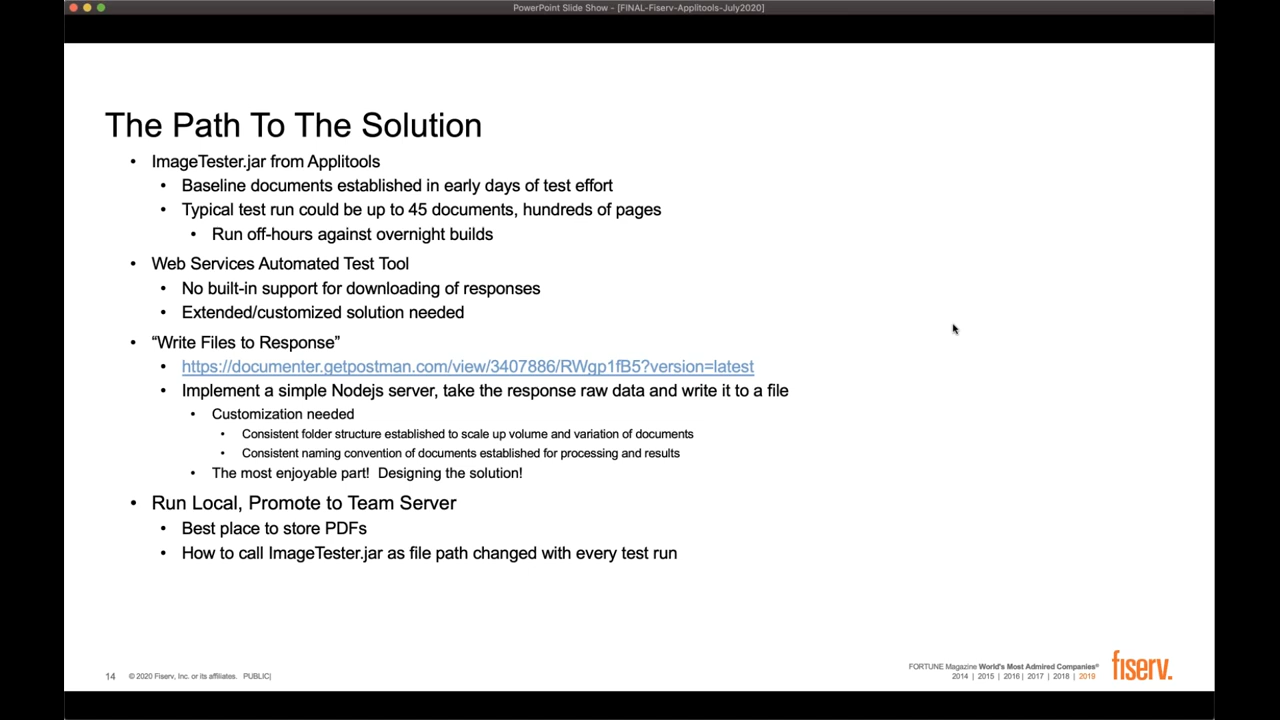 PowerPoint Slide Show - [FINAL-Fiserv-Applitools-July2020]
The Path To The Solution
• ImageTester.jar from Applitools
• Baseline documents established in early days of test effort
• Typical test run could be up to 45 documents, hundreds of pages
• Run off-hours against overnight builds
• Web Services Automated Test Tool
• No built-in support for downloading of responses
• Extended/customized solution needed
• “Write Files to Response”
• https://documenter.getpostman.com/view/3407886/RWgp1fB5?version=latest
• Implement a simple Nodejs server, take the response raw data and write it to a file
• Customization needed
• Consistent folder structure established to scale up volume and variation of documents
• Consistent naming convention of documents established for processing and results
• The most enjoyable part!  Designing the solution!
• Run Local, Promote to Team Server
• Best place to store PDFs
• How to call ImageTester.jar as file path changed with every test run
14 © 2020 Fiserv, Inc. or its affiliates. PUBLIC|
FORTUNE Magazine World's Most Admired Companies®
2014 | 2015 | 2016 | 2017 | 2018 | 2019
fiserv.